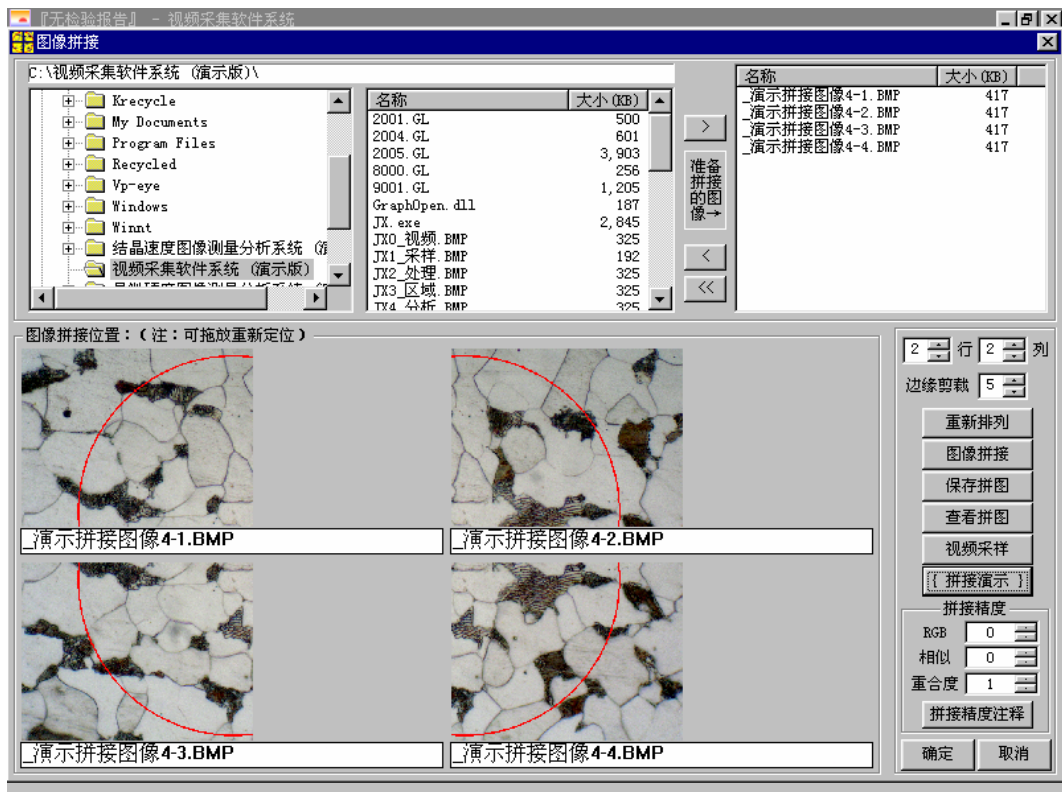 『无检验报告』 - 视频采集软件系统
图像拼接
C:\视频采集软件系统 (演示版)\
Krecycle
My Documents
Program Files
Recycled
Vp-eye
Windows
Winnt
结晶速度图像测量分析系统 (演
视频采集软件系统 (演示版)
名称 大小(KB)
2001.GL 500
2004.GL 601
2005.GL 3,903
8000.GL 256
9001.GL 1,205
GraphOpen.dll 187
JX.exe 2,845
JX0_视频.BMP 325
JX1_采样.BMP 192
JX2_处理.BMP 325
JX3_区域.BMP 325
JX4_分析.BMP 325
>
准备
拼接
的图
像→
<
<<
名称 大小(KB)
_演示拼接图像4-1.BMP 417
_演示拼接图像4-2.BMP 417
_演示拼接图像4-3.BMP 417
_演示拼接图像4-4.BMP 417
图像拼接位置：(注：可拖放重新定位)
_演示拼接图像4-1.BMP
_演示拼接图像4-2.BMP
_演示拼接图像4-3.BMP
_演示拼接图像4-4.BMP
2 行 2 列
边缘剪裁 5
重新排列
图像拼接
保存拼图
查看拼图
视频采样
{ 拼接演示 }
拼接精度
RGB 0
相似 0
重合度 1
拼接精度注释
确定 取消